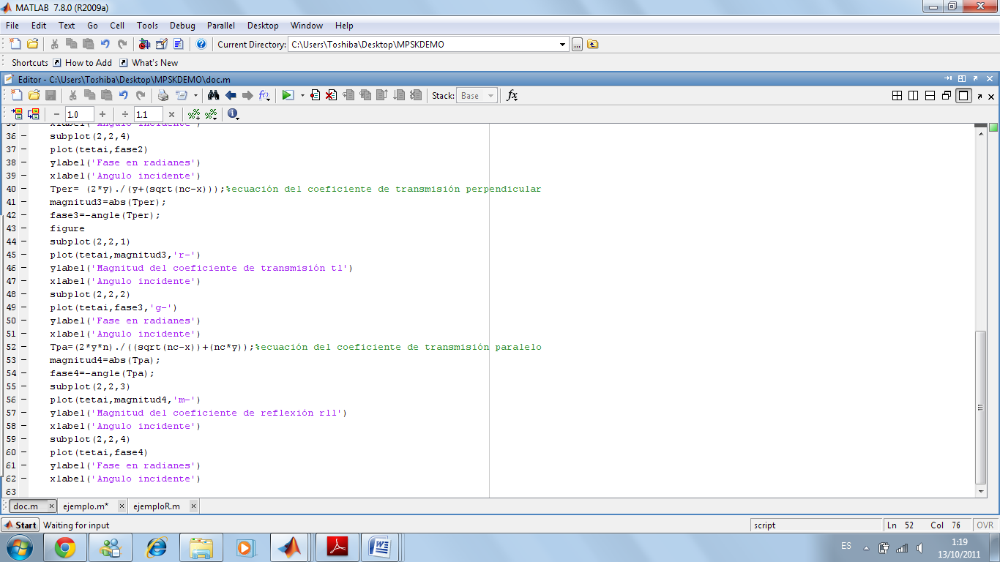 MATLAB 7.8.0 (R2009a)
File Edit Text Go Cell Tools Debug Parallel Desktop Window Help
Current Directory: C:\Users\Toshiba\Desktop\MPSKDEMO
Shortcuts How to Add What's New
Editor - C:\Users\Toshiba\Desktop\MPSKDEMO\doc.m
Stack: Base fx
1.0 1.1
35 xlabel('Angulo incidente')
36 – subplot(2,2,4)
37 – plot(tetai,fase2)
38 – ylabel('Fase en radianes')
39 – xlabel('Angulo incidente')
40 – Tper= (2*y)./(y+(sqrt(nc-x)));%ecuación del coeficiente de transmisión perpendicular
41 – magnitud3=abs(Tper);
42 – fase3=-angle(Tper);
43 – figure
44 – subplot(2,2,1)
45 – plot(tetai,magnitud3,'r-')
46 – ylabel('Magnitud del coeficiente de transmisión tl')
47 – xlabel('Angulo incidente')
48 – subplot(2,2,2)
49 – plot(tetai,fase3,'g-')
50 – ylabel('Fase en radianes')
51 – xlabel('Angulo incidente')
52 – Tpa=(2*y*n)./((sqrt(nc-x))+(nc*y));%ecuación del coeficiente de transmisión paralelo
53 – magnitud4=abs(Tpa);
54 – fase4=-angle(Tpa);
55 – subplot(2,2,3)
56 – plot(tetai,magnitud4,'m-')
57 – ylabel('Magnitud del coeficiente de reflexión rll')
58 – xlabel('Angulo incidente')
59 – subplot(2,2,4)
60 – plot(tetai,fase4)
61 – ylabel('Fase en radianes')
62 – xlabel('Angulo incidente')
63
doc.m ejemplo.m* ejemploR.m
Start Waiting for input script Ln 52 Col 76 OVR
ES 1:19
13/10/2011